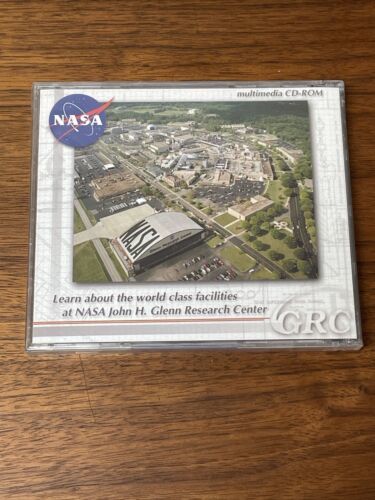 multimedia CD-ROM
NASA
NASA
Learn about the world class facilities
at NASA John H. Glenn Research Center
GRC